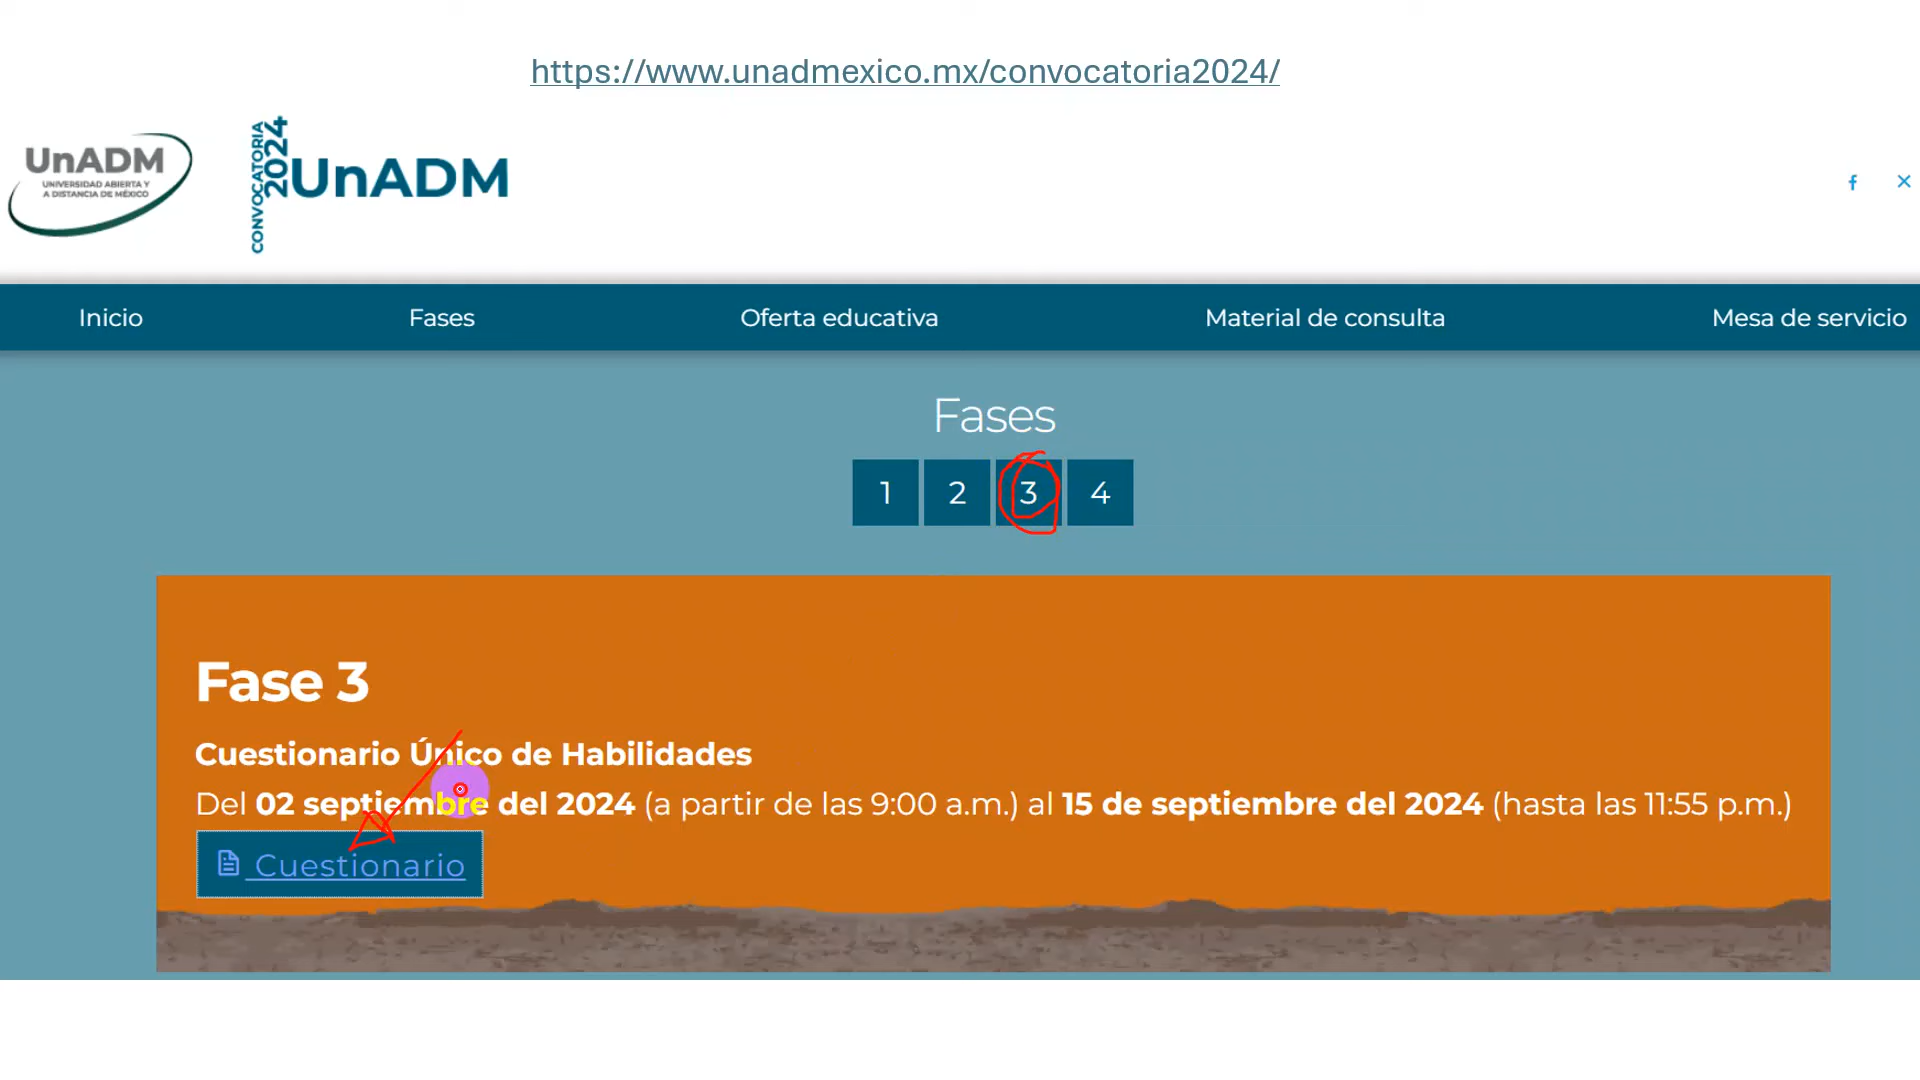 https://www.unadmexico.mx/convocatoria2024/
UnADM
UNIVERSIDAD ABIERTA Y
A DISTANCIA DE MÉXICO
CONVOCATORIA
2024
UnADM
Inicio Fases Oferta educativa Material de consulta Mesa de servicio
Fases
1 2 3 4
Fase 3
Cuestionario Único de Habilidades
Del 02 septiembre del 2024 (a partir de las 9:00 a.m.) al 15 de septiembre del 2024 (hasta las 11:55 p.m.)
Cuestionario